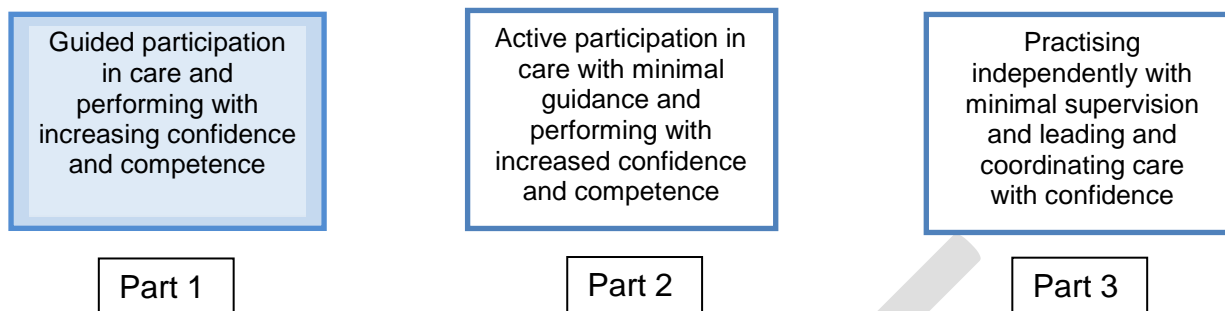 Guided participation
in care and
performing with
increasing confidence
and competence
Active participation in
care with minimal
guidance and
performing with
increased confidence
and competence
Practising
independently with
minimal supervision
and leading and
coordinating care
with confidence
Part 1
Part 2
Part 3